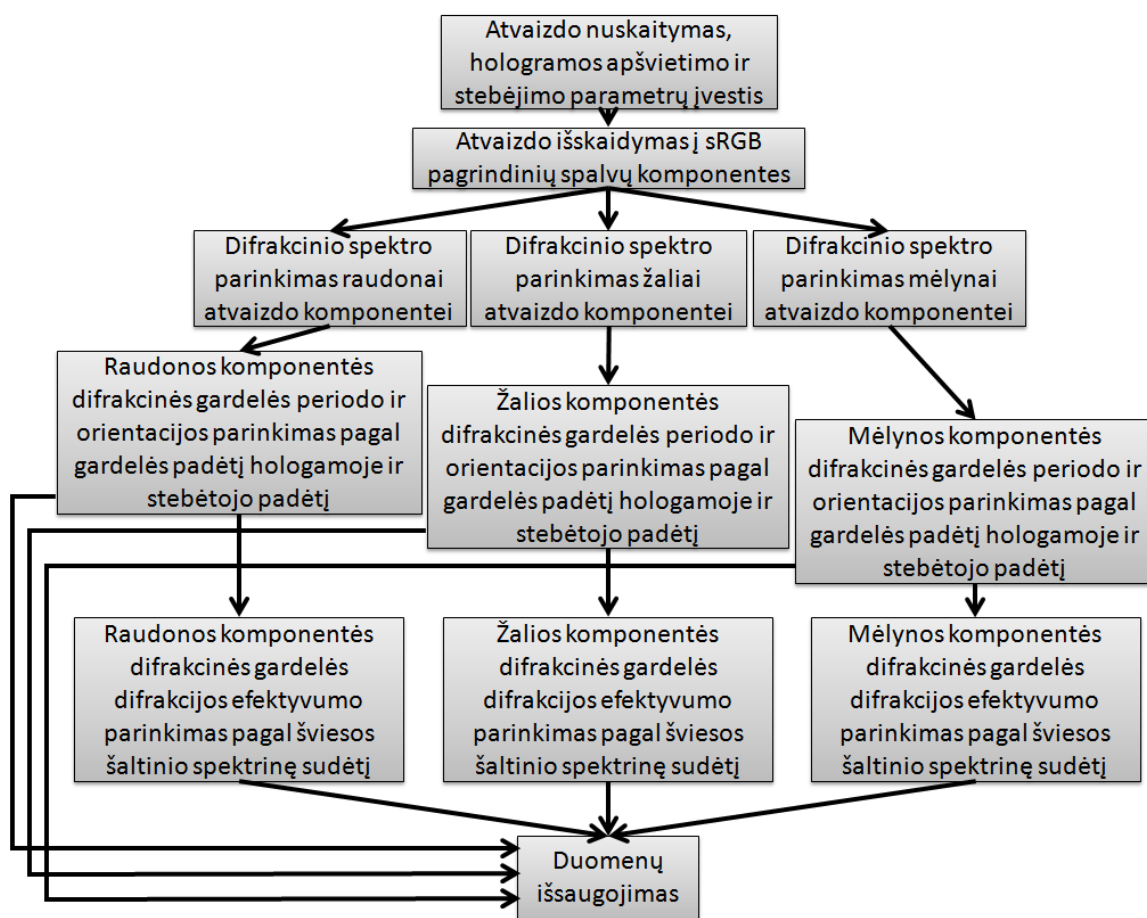 Atvaizdo nuskaitymas,
hologramos apšvietimo ir
stebėjimo parametrų įvestis
Atvaizdo išskaidymas į sRGB
pagrindinių spalvų komponentes
Difrakcinio spektro
parinkimas raudonai
atvaizdo komponentei
Difrakcinio spektro
parinkimas žaliai
atvaizdo komponentei
Difrakcinio spektro
parinkimas mėlynai
atvaizdo komponentei
Raudonos komponentės
difrakcinės gardelės periodo ir
orientacijos parinkimas pagal
gardelės padėtį hologamoje ir
stebėtojo padėtį
Žalios komponentės
difrakcinės gardelės periodo ir
orientacijos parinkimas pagal
gardelės padėtį hologamoje ir
stebėtojo padėtį
Mėlynos komponentės
difrakcinės gardelės periodo ir
orientacijos parinkimas pagal
gardelės padėtį hologamoje ir
stebėtojo padėtį
Raudonos komponentės
difrakcinės gardelės
difrakcijos efektyvumo
parinkimas pagal šviesos
šaltinio spektrinę sudėtį
Žalios komponentės
difrakcinės gardelės
difrakcijos efektyvumo
parinkimas pagal šviesos
šaltinio spektrinę sudėtį
Mėlynos komponentės
difrakcinės gardelės
difrakcijos efektyvumo
parinkimas pagal šviesos
šaltinio spektrinę sudėtį
Duomenų
išsaugojimas